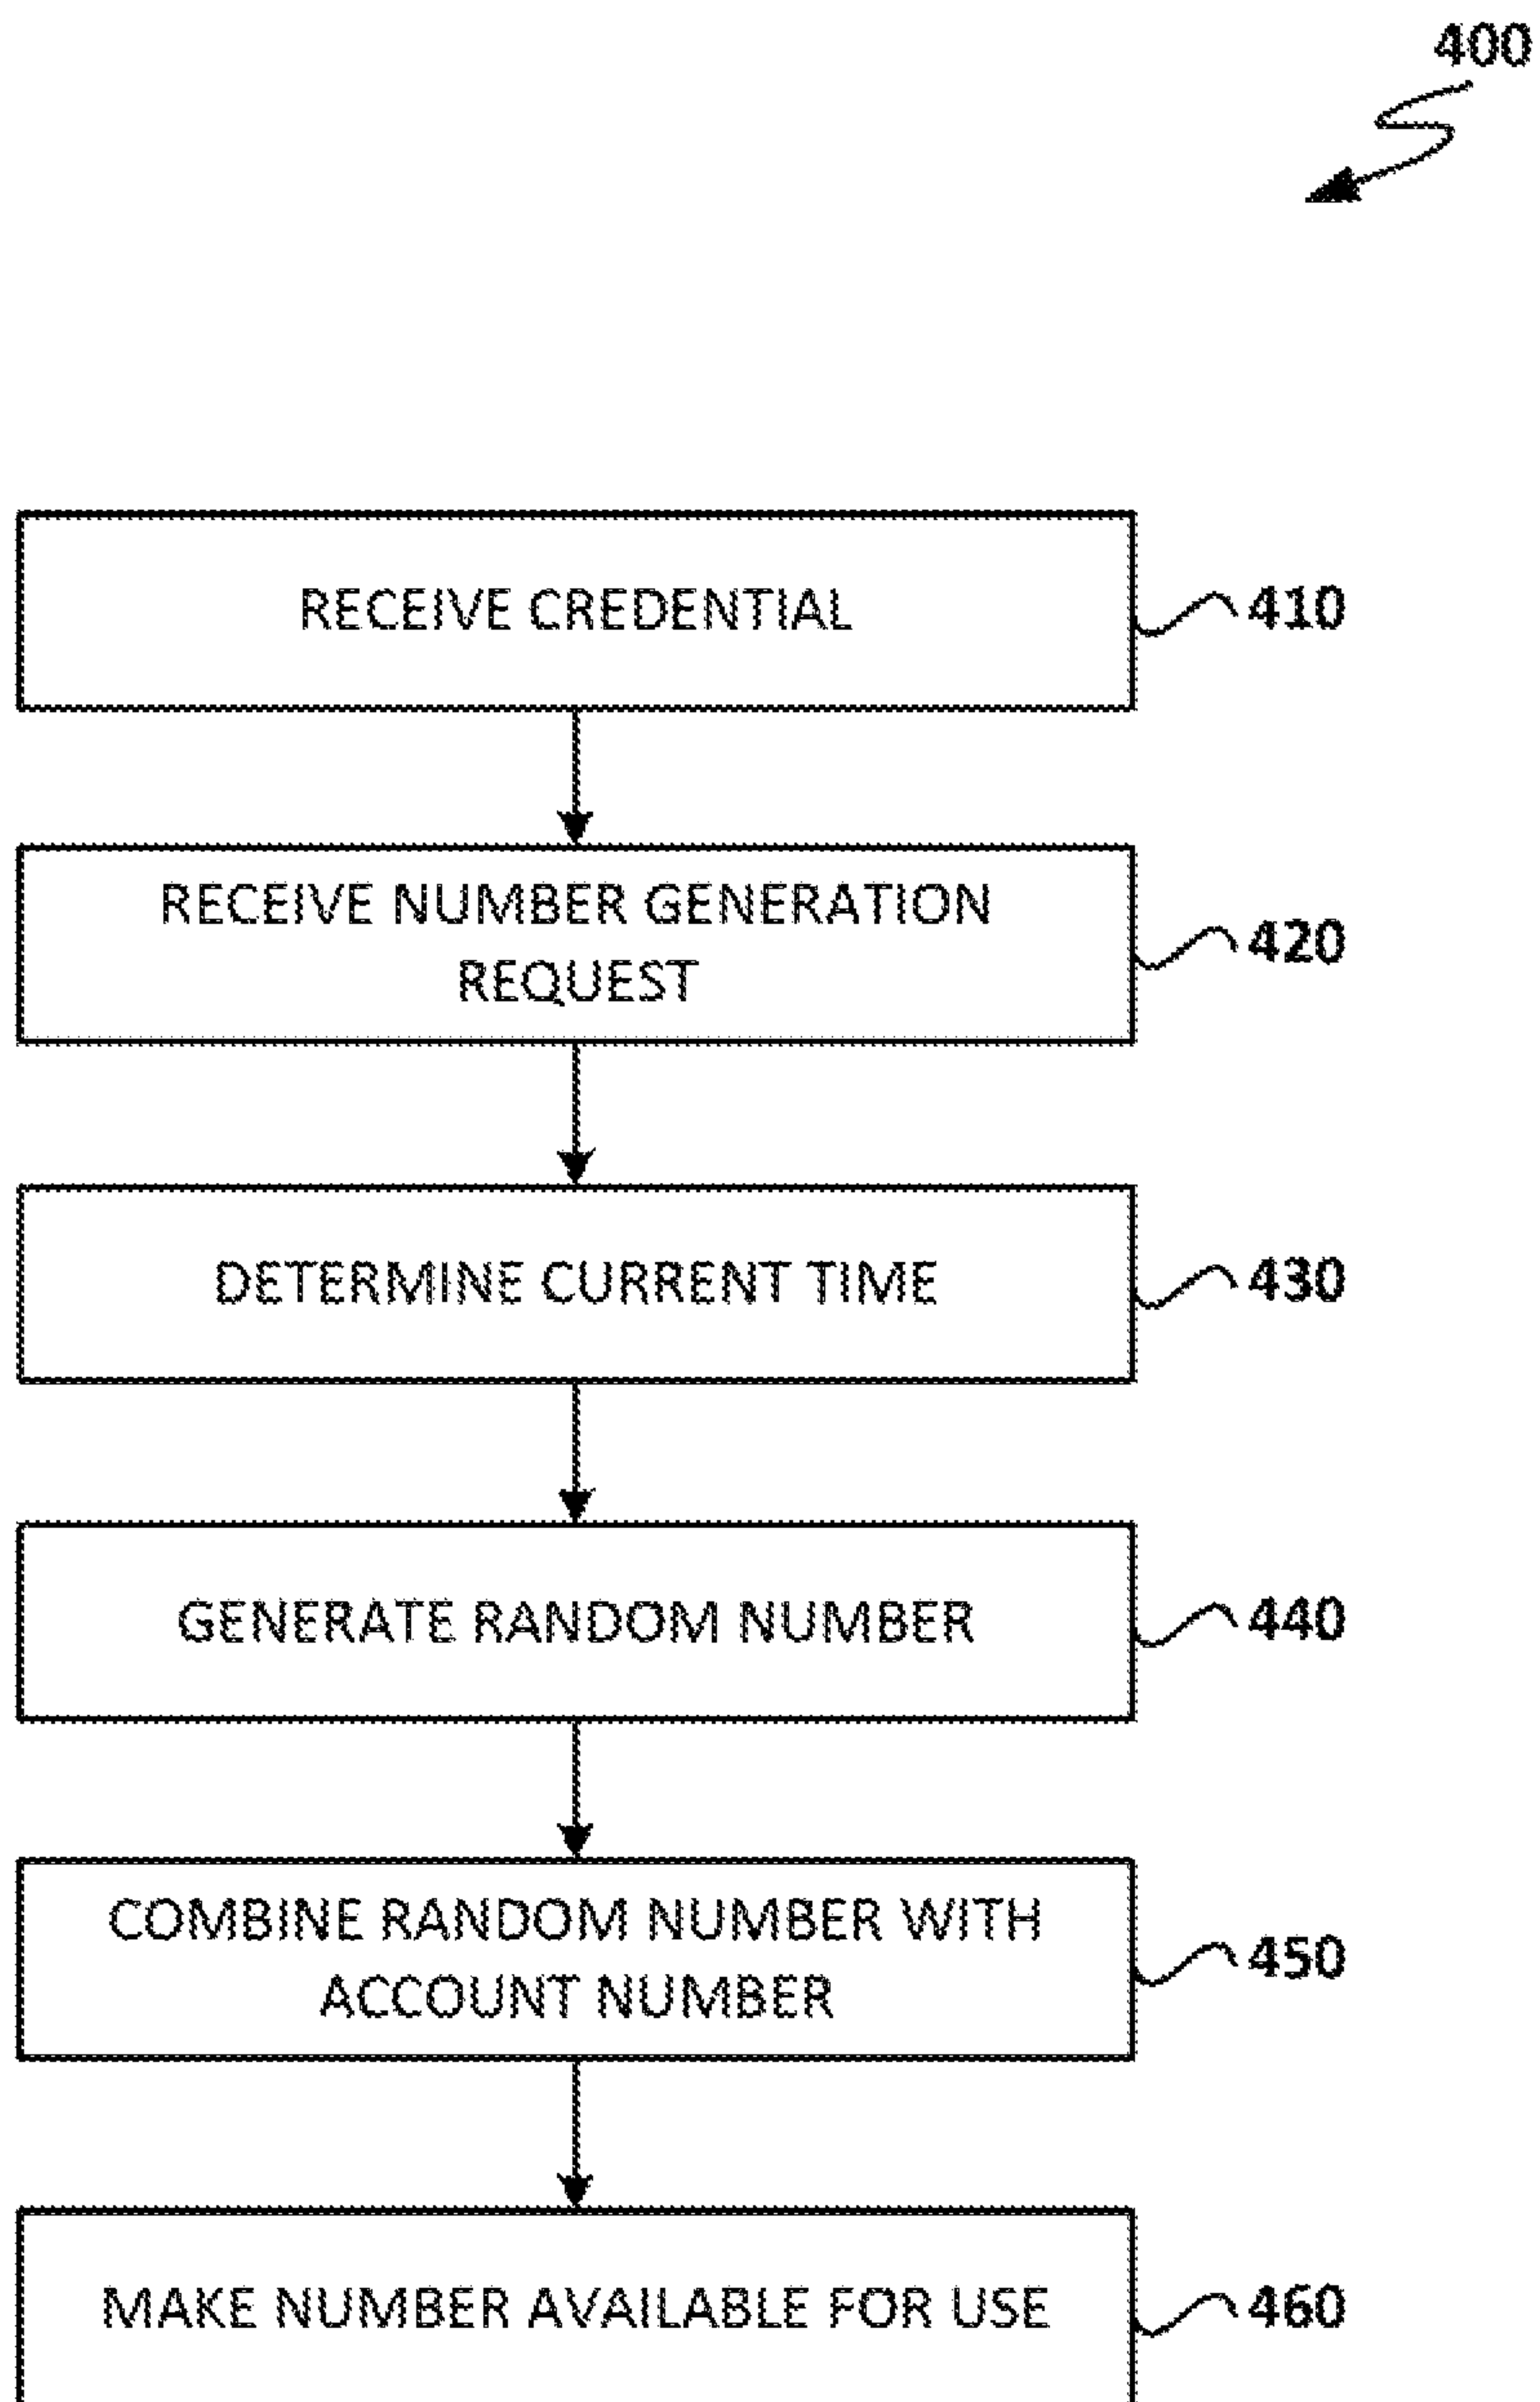 400
RECEIVE CREDENTIAL
410
RECEIVE NUMBER GENERATION
REQUEST
420
DETERMINE CURRENT TIME
430
GENERATE RANDOM NUMBER
440
COMBINE RANDOM NUMBER WITH
ACCOUNT NUMBER
450
MAKE NUMBER AVAILABLE FOR USE
460